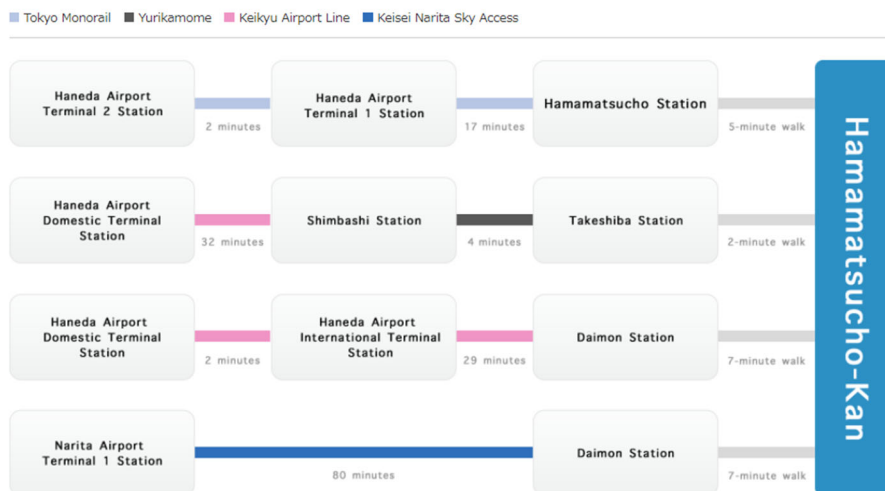 Tokyo Monorail Yurikamome Keikyu Airport Line Keisei Narita Sky Access
Haneda Airport
Terminal 2 Station
2 minutes
Haneda Airport
Terminal 1 Station
17 minutes
Hamamatsucho Station
5-minute walk
Haneda Airport
Domestic Terminal
Station
32 minutes
Shimbashi Station
4 minutes
Takeshiba Station
2-minute walk
Haneda Airport
Domestic Terminal
Station
2 minutes
Haneda Airport
International Terminal
Station
29 minutes
Daimon Station
7-minute walk
Narita Airport
Terminal 1 Station
80 minutes
Daimon Station
7-minute walk
Hamamatsucho-Kan